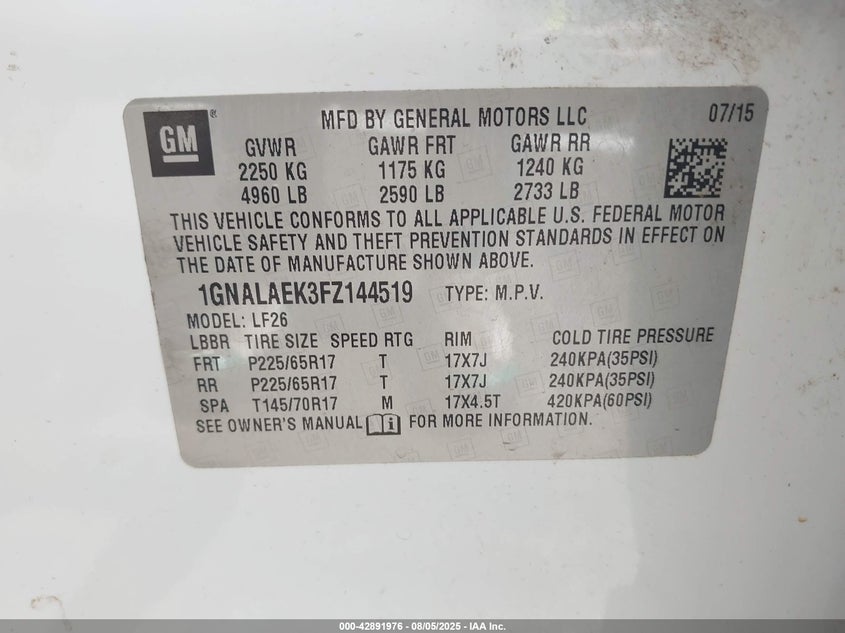 GM ®
MFD BY GENERAL MOTORS LLC 07/15
GVWR GAWR FRT GAWR RR
2250 KG 1175 KG 1240 KG
4960 LB 2590 LB 2733 LB
THIS VEHICLE CONFORMS TO ALL APPLICABLE U.S. FEDERAL MOTOR
VEHICLE SAFETY AND THEFT PREVENTION STANDARDS IN EFFECT ON
THE DATE OF MANUFACTURE SHOWN ABOVE.
1GNALAEK3FZ144519 TYPE: M.P.V.
MODEL: LF26
LBBR TIRE SIZE SPEED RTG RIM COLD TIRE PRESSURE
FRT P225/65R17 T 17X7J 240KPA(35PSI)
RR P225/65R17 T 17X7J 240KPA(35PSI)
SPA T145/70R17 M 17X4.5T 420KPA(60PSI)
SEE OWNER'S MANUAL i FOR MORE INFORMATION.
000-42891976 - 08/05/2025 - IAA Inc.